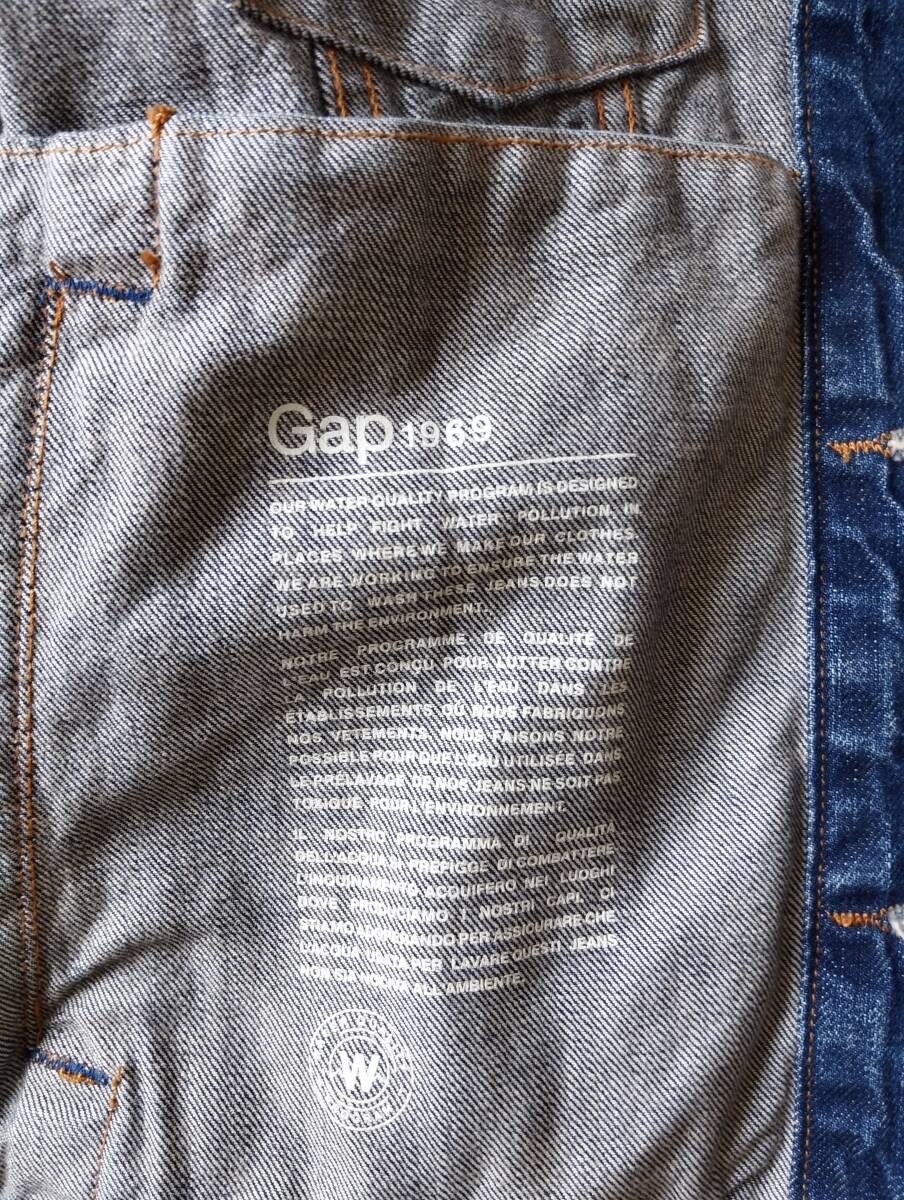 Gap 1969
OUR WATER QUALITY PROGRAM IS DESIGNED
TO HELP FIGHT WATER POLLUTION IN
PLACES WHERE WE MAKE OUR CLOTHES.
WE ARE WORKING TO ENSURE THE WATER
USED TO WASH THESE JEANS DOES NOT
HARM THE ENVIRONMENT.
NOTRE PROGRAMME DE QUALITÉ DE
L'EAU EST CONÇU POUR LUTTER CONTRE
LA POLLUTION DE L'EAU DANS LES
ÉTABLISSEMENTS OÙ NOUS FABRIQUONS
NOS VÊTEMENTS. NOUS FAISONS NOTRE
POSSIBLE POUR QUE L'EAU UTILISÉE DANS
LE PRÉLAVAGE DE NOS JEANS NE SOIT PAS
TOXIQUE POUR L'ENVIRONNEMENT.
IL NOSTRO PROGRAMMA DI QUALITÀ
DELL'ACQUA SI PREFIGGE DI COMBATTERE
L'INQUINAMENTO ACQUIFERO NEI LUOGHI
DOVE PRODUCIAMO I NOSTRI CAPI. CI
STIAMO ADOPERANDO PER ASSICURARE CHE
L'ACQUA USATA PER LAVARE QUESTI JEANS
NON SIA NOCIVA ALL'AMBIENTE.
W